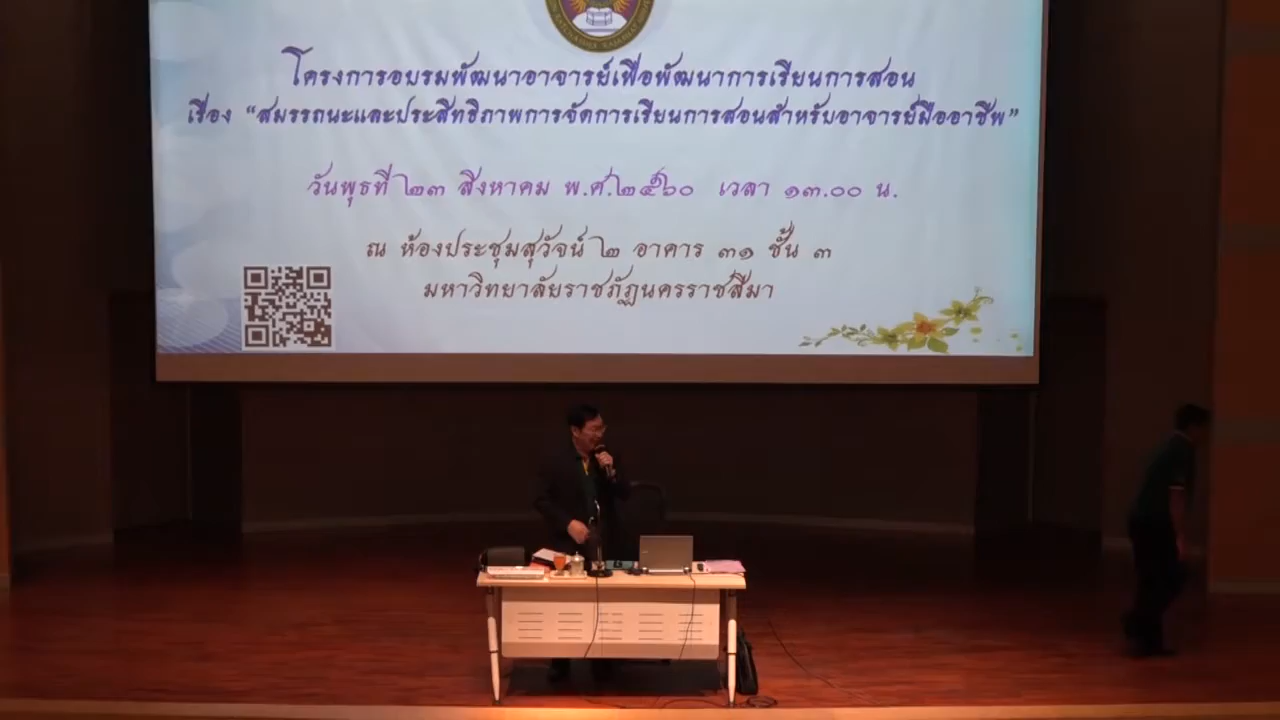 โครงการอบรมพัฒนาอาจารย์เพื่อพัฒนาการเรียนการสอน
เรื่อง “สมรรถนะและประสิทธิภาพการจัดการเรียนการสอนสำหรับอาจารย์มืออาชีพ”
วันพุธที่ ๒๓ สิงหาคม พ.ศ.๒๕๖๐ เวลา ๑๓.๐๐ น.
ณ ห้องประชุมสุวัจน์ ๒ อาคาร ๓๑ ชั้น ๓
มหาวิทยาลัยราชภัฏนครราชสีมา